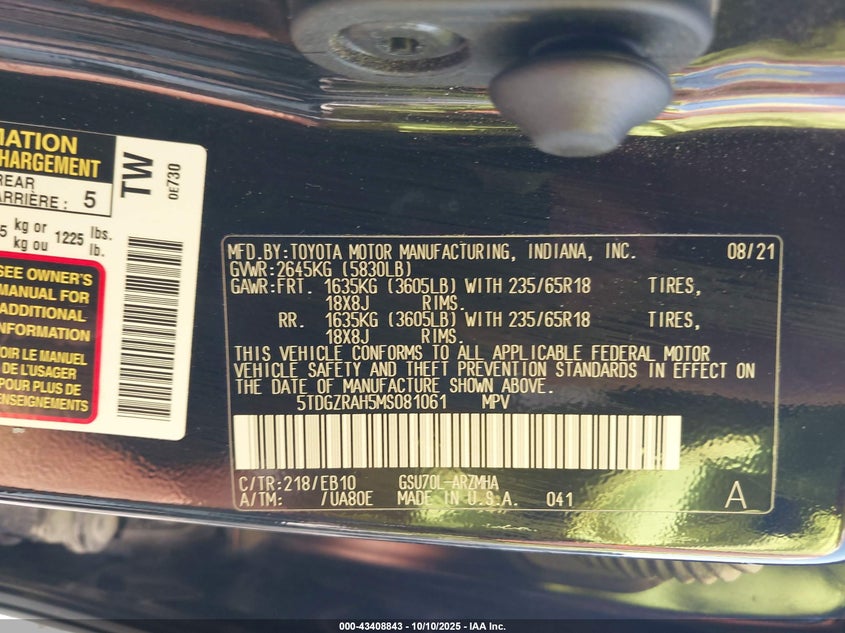 MATION
HARGEMENT
REAR
ARRIÈRE : 5
5 kg or 1225 lbs.
kg ou lb.
TW
0E730
SEE OWNER'S
MANUAL FOR
ADDITIONAL
INFORMATION
VOIR LE MANUEL
DE L'USAGER
POUR PLUS DE
RENSEIGNEMENTS
MFD.BY:TOYOTA MOTOR MANUFACTURING, INDIANA, INC. 08/21
GVWR:2645KG (5830LB)
GAWR:FRT. 1635KG (3605LB) WITH 235/65R18 TIRES,
18X8J RIMS.
RR. 1635KG (3605LB) WITH 235/65R18 TIRES,
18X8J RIMS.
THIS VEHICLE CONFORMS TO ALL APPLICABLE FEDERAL MOTOR
VEHICLE SAFETY AND THEFT PREVENTION STANDARDS IN EFFECT ON
THE DATE OF MANUFACTURE SHOWN ABOVE.
5TDGZRAH5MS081061 MPV
C/TR:218/EB10 GSU70L-ARZMHA
A/TM: /UA80E MADE IN U.S.A. 041 A
000-43408843 - 10/10/2025 - IAA Inc.